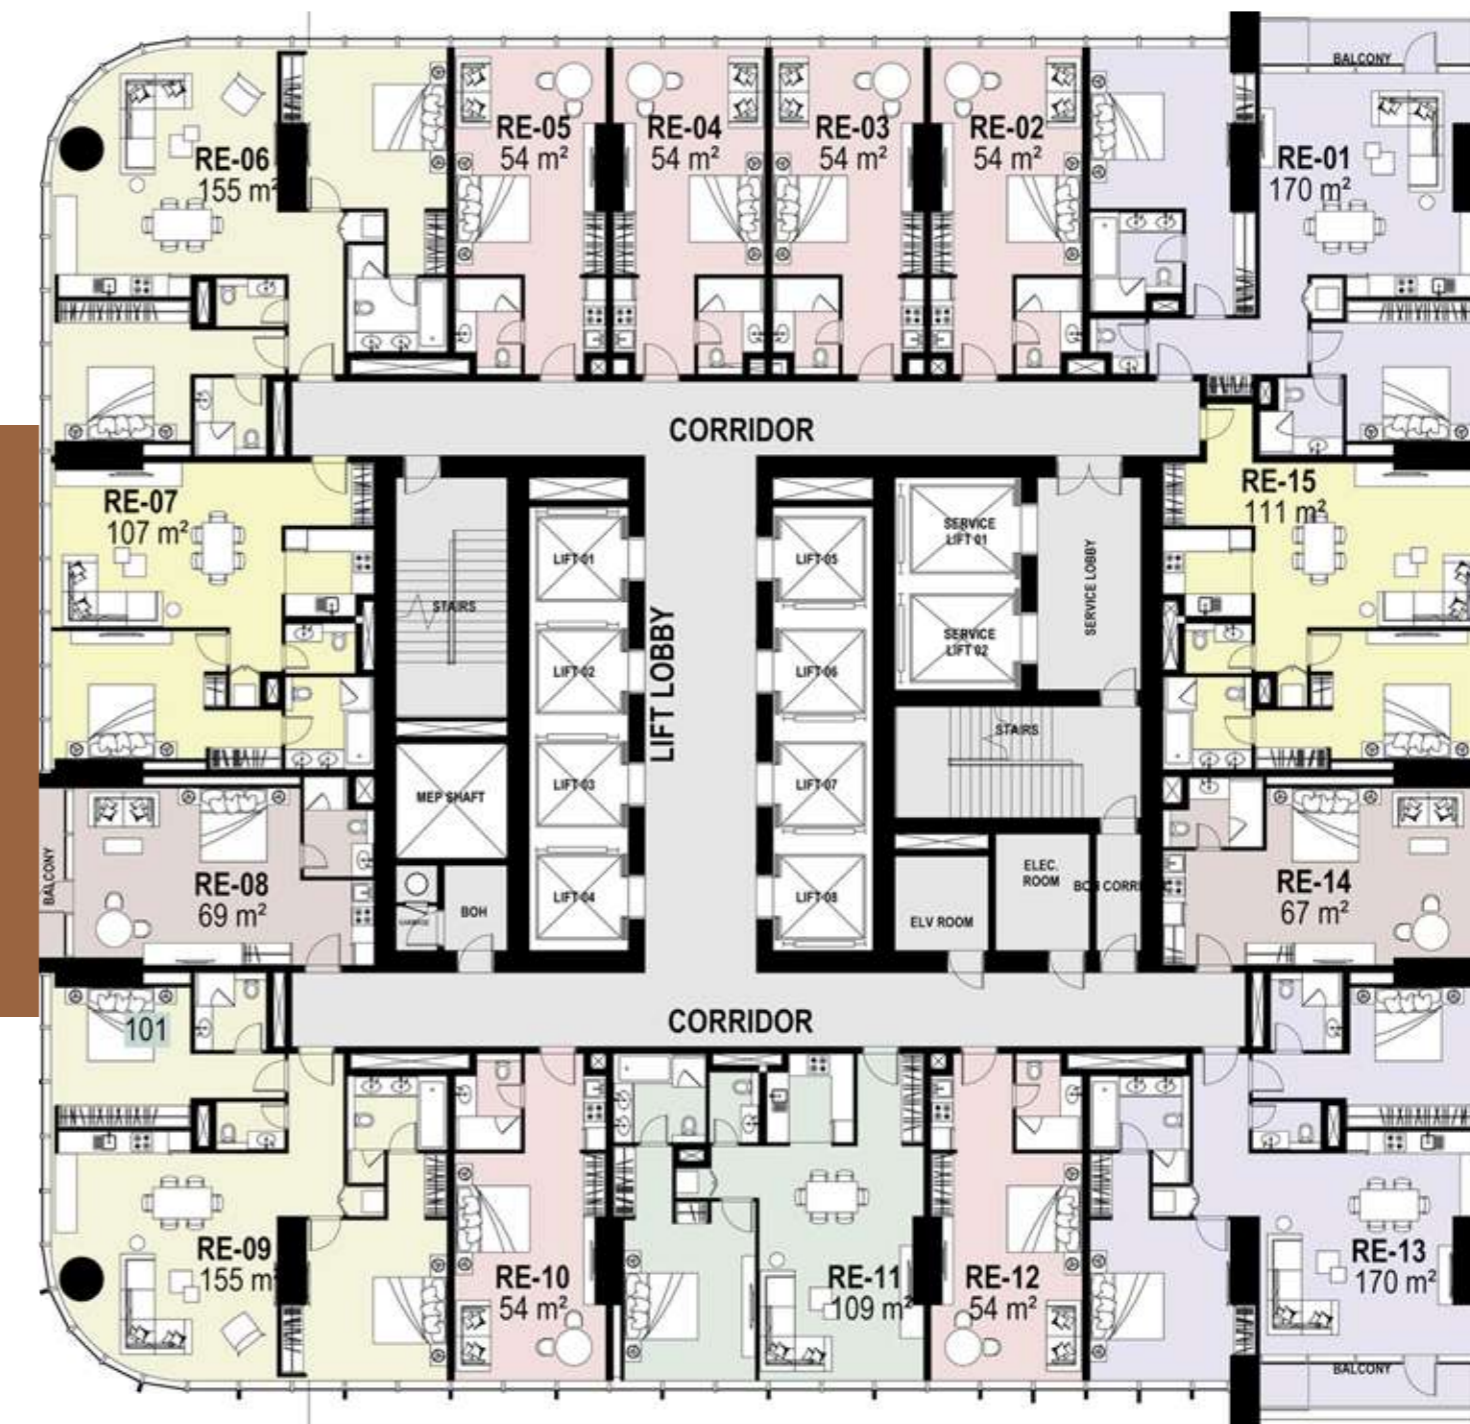 BALCONY
RE-05
54 m²
RE-04
54 m²
RE-03
54 m²
RE-02
54 m²
RE-06
155 m²
RE-01
170 m²
CORRIDOR
RE-07
107 m²
RE-15
111 m²
LIFT 01
LIFT 05
SERVICE
LIFT 01
SERVICE LOBBY
STAIRS
LIFT LOBBY
SERVICE
LIFT 02
LIFT 02
LIFT 06
STAIRS
MEP SHAFT
LIFT 03
LIFT 07
BALCONY
RE-08
69 m²
GARBAGE
BOH
LIFT 04
LIFT 08
ELV ROOM
ELEC.
ROOM
BOH CORRI
RE-14
67 m²
101
CORRIDOR
RE-09
155 m
RE-10
54 m²
RE-11
109 m²
RE-12
54 m²
RE-13
170 m²
BALCONY